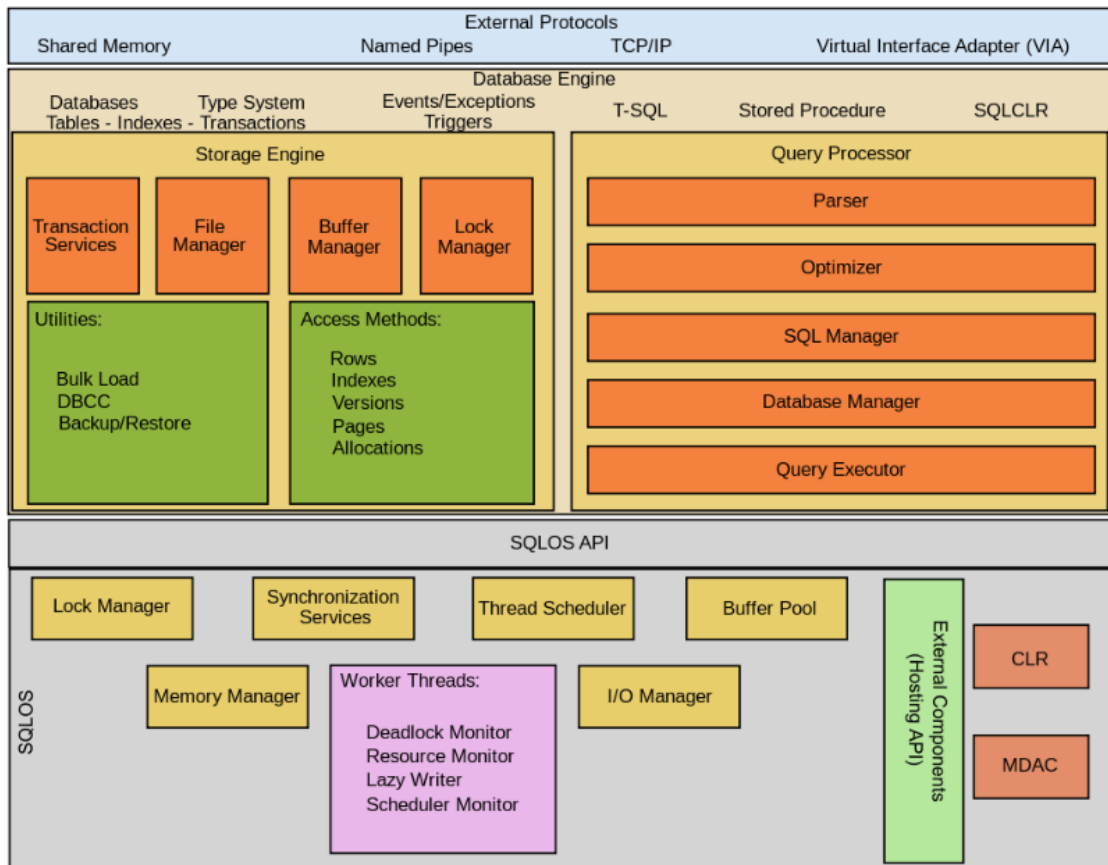 External Protocols
Shared Memory
Named Pipes
TCP/IP
Virtual Interface Adapter (VIA)
Database Engine
Databases
Type System
Tables - Indexes - Transactions
Events/Exceptions
Triggers
T-SQL
Stored Procedure
SQLCLR
Storage Engine
Transaction
Services
File
Manager
Buffer
Manager
Lock
Manager
Utilities:
Bulk Load
DBCC
Backup/Restore
Access Methods:
Rows
Indexes
Versions
Pages
Allocations
Query Processor
Parser
Optimizer
SQL Manager
Database Manager
Query Executor
SQLOS API
SQLOS
Lock Manager
Synchronization
Services
Thread Scheduler
Buffer Pool
Memory Manager
Worker Threads:
Deadlock Monitor
Resource Monitor
Lazy Writer
Scheduler Monitor
I/O Manager
External Components
(Hosting API)
CLR
MDAC